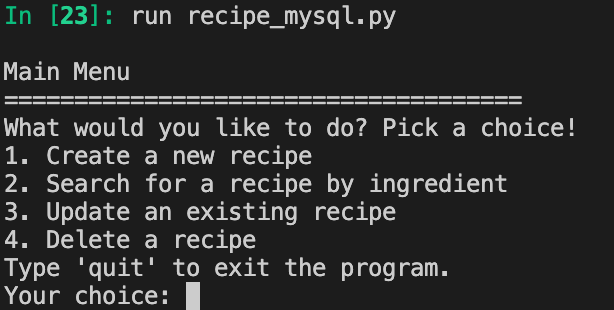 In [23]: run recipe_mysql.py
Main Menu
=====================================
What would you like to do? Pick a choice!
1. Create a new recipe
2. Search for a recipe by ingredient
3. Update an existing recipe
4. Delete a recipe
Type 'quit' to exit the program.
Your choice: